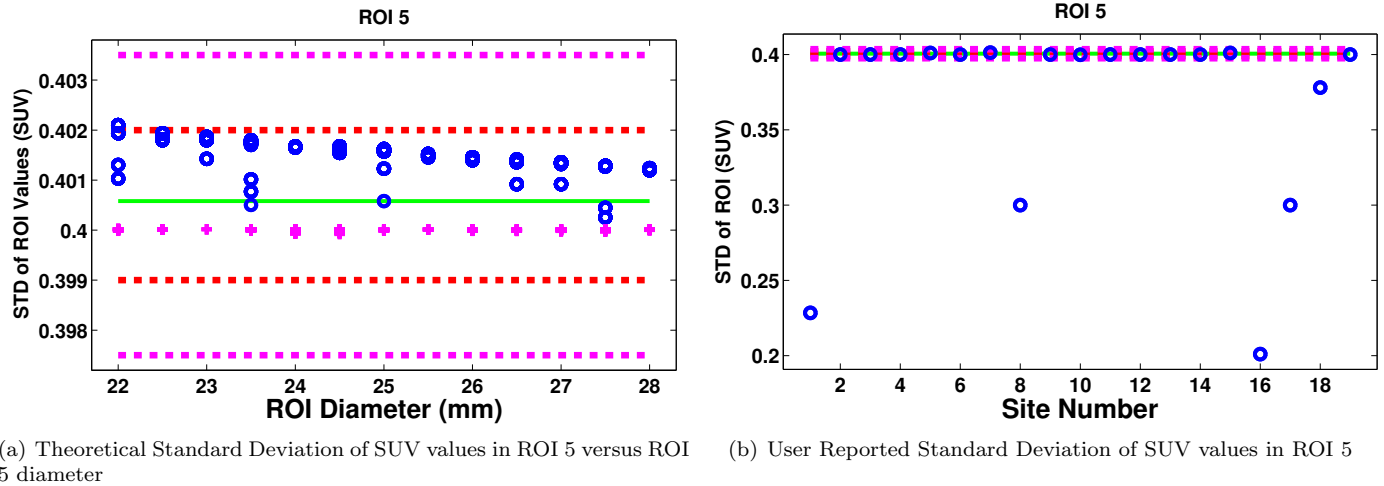 ROI 5
STD of ROI Values (SUV)
0.403
0.402
0.401
0.4
0.399
0.398
22 23 24 25 26 27 28
ROI Diameter (mm)
(a) Theoretical Standard Deviation of SUV values in ROI 5 versus ROI
5 diameter
ROI 5
STD of ROI (SUV)
0.4
0.35
0.3
0.25
0.2
2 4 6 8 10 12 14 16 18
Site Number
(b) User Reported Standard Deviation of SUV values in ROI 5